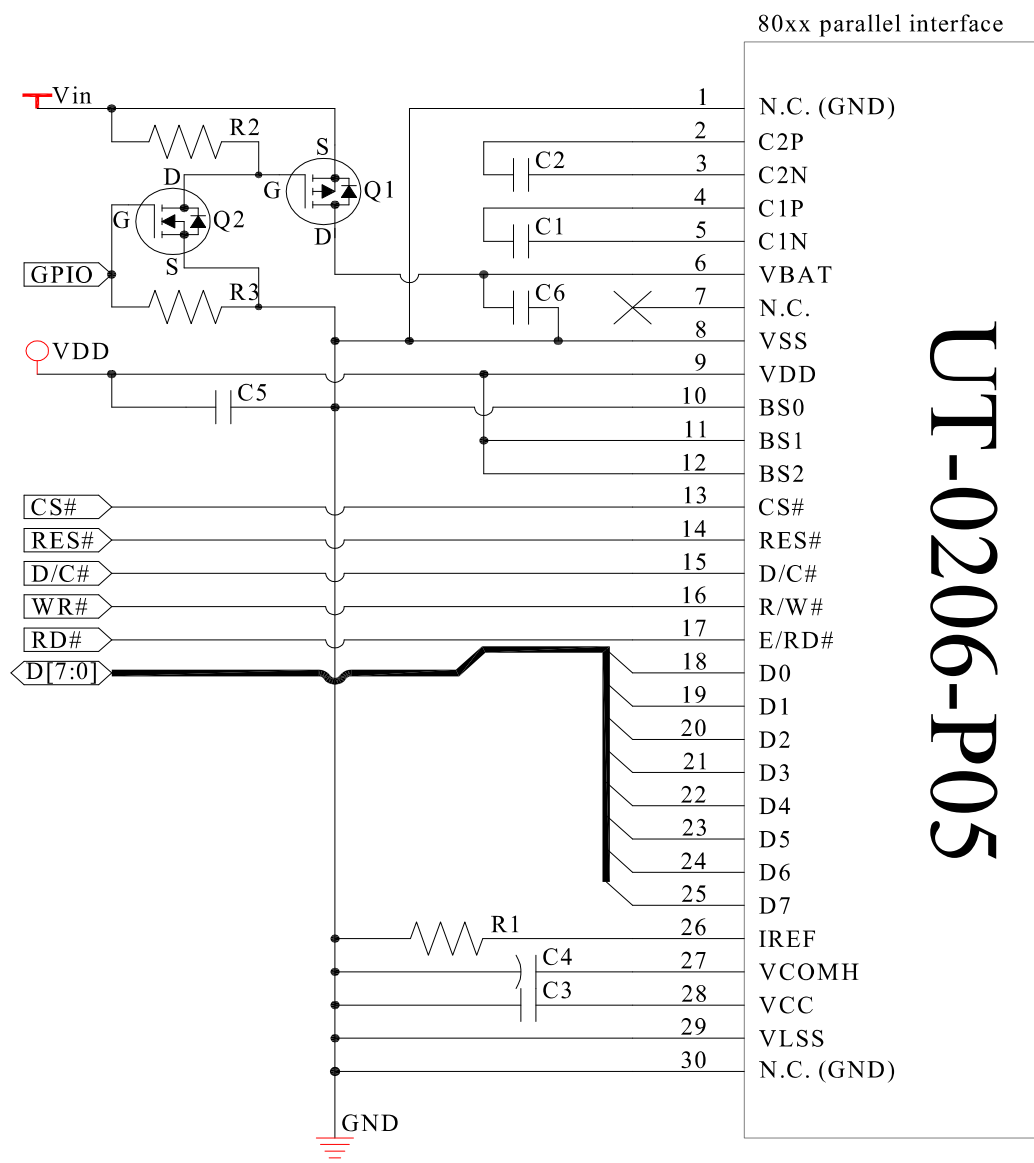 80xx parallel interface
Vin
R2
S
G
Q1
D
D
G
Q2
S
GPIO
R3
VDD
C5
CS#
RES#
D/C#
WR#
RD#
D[7:0]
C2
C1
C6
R1
C4
C3
GND
1 N.C. (GND)
2 C2P
3 C2N
4 C1P
5 C1N
6 VBAT
7 N.C.
8 VSS
9 VDD
10 BS0
11 BS1
12 BS2
13 CS#
14 RES#
15 D/C#
16 R/W#
17 E/RD#
18 D0
19 D1
20 D2
21 D3
22 D4
23 D5
24 D6
25 D7
26 IREF
27 VCOMH
28 VCC
29 VLSS
30 N.C. (GND)
UT-0206-P05